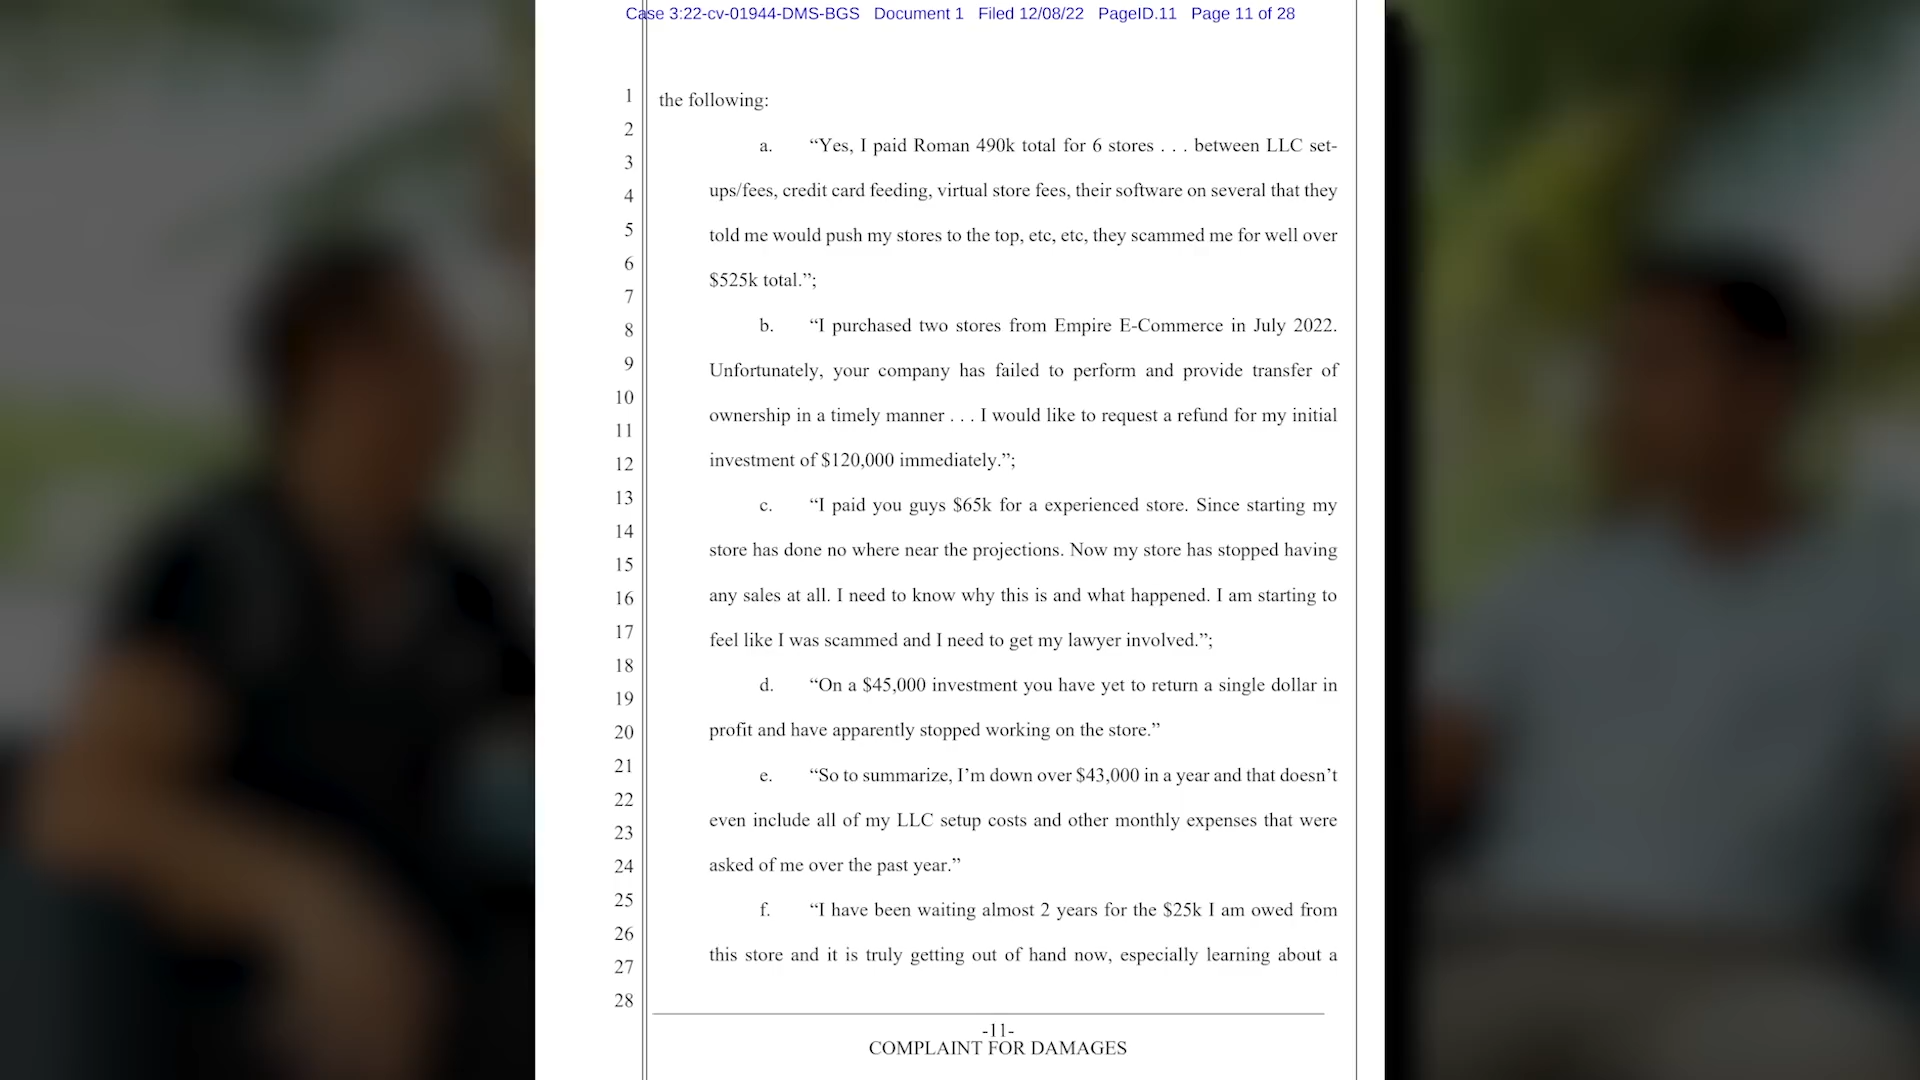 Case 3:22-cv-01944-DMS-BGS Document 1 Filed 12/08/22 PageID.11 Page 11 of 28
1
2
3
4
5
6
7
8
9
10
11
12
13
14
15
16
17
18
19
20
21
22
23
24
25
26
27
28
the following:
a. “Yes, I paid Roman 490k total for 6 stores . . . between LLC set-
ups/fees, credit card feeding, virtual store fees, their software on several that they
told me would push my stores to the top, etc, etc, they scammed me for well over
$525k total.”;
b. “I purchased two stores from Empire E-Commerce in July 2022.
Unfortunately, your company has failed to perform and provide transfer of
ownership in a timely manner . . . I would like to request a refund for my initial
investment of $120,000 immediately.”;
c. “I paid you guys $65k for a experienced store. Since starting my
store has done no where near the projections. Now my store has stopped having
any sales at all. I need to know why this is and what happened. I am starting to
feel like I was scammed and I need to get my lawyer involved.”;
d. “On a $45,000 investment you have yet to return a single dollar in
profit and have apparently stopped working on the store.”
e. “So to summarize, I’m down over $43,000 in a year and that doesn’t
even include all of my LLC setup costs and other monthly expenses that were
asked of me over the past year.”
f. “I have been waiting almost 2 years for the $25k I am owed from
this store and it is truly getting out of hand now, especially learning about a
-11-
COMPLAINT FOR DAMAGES